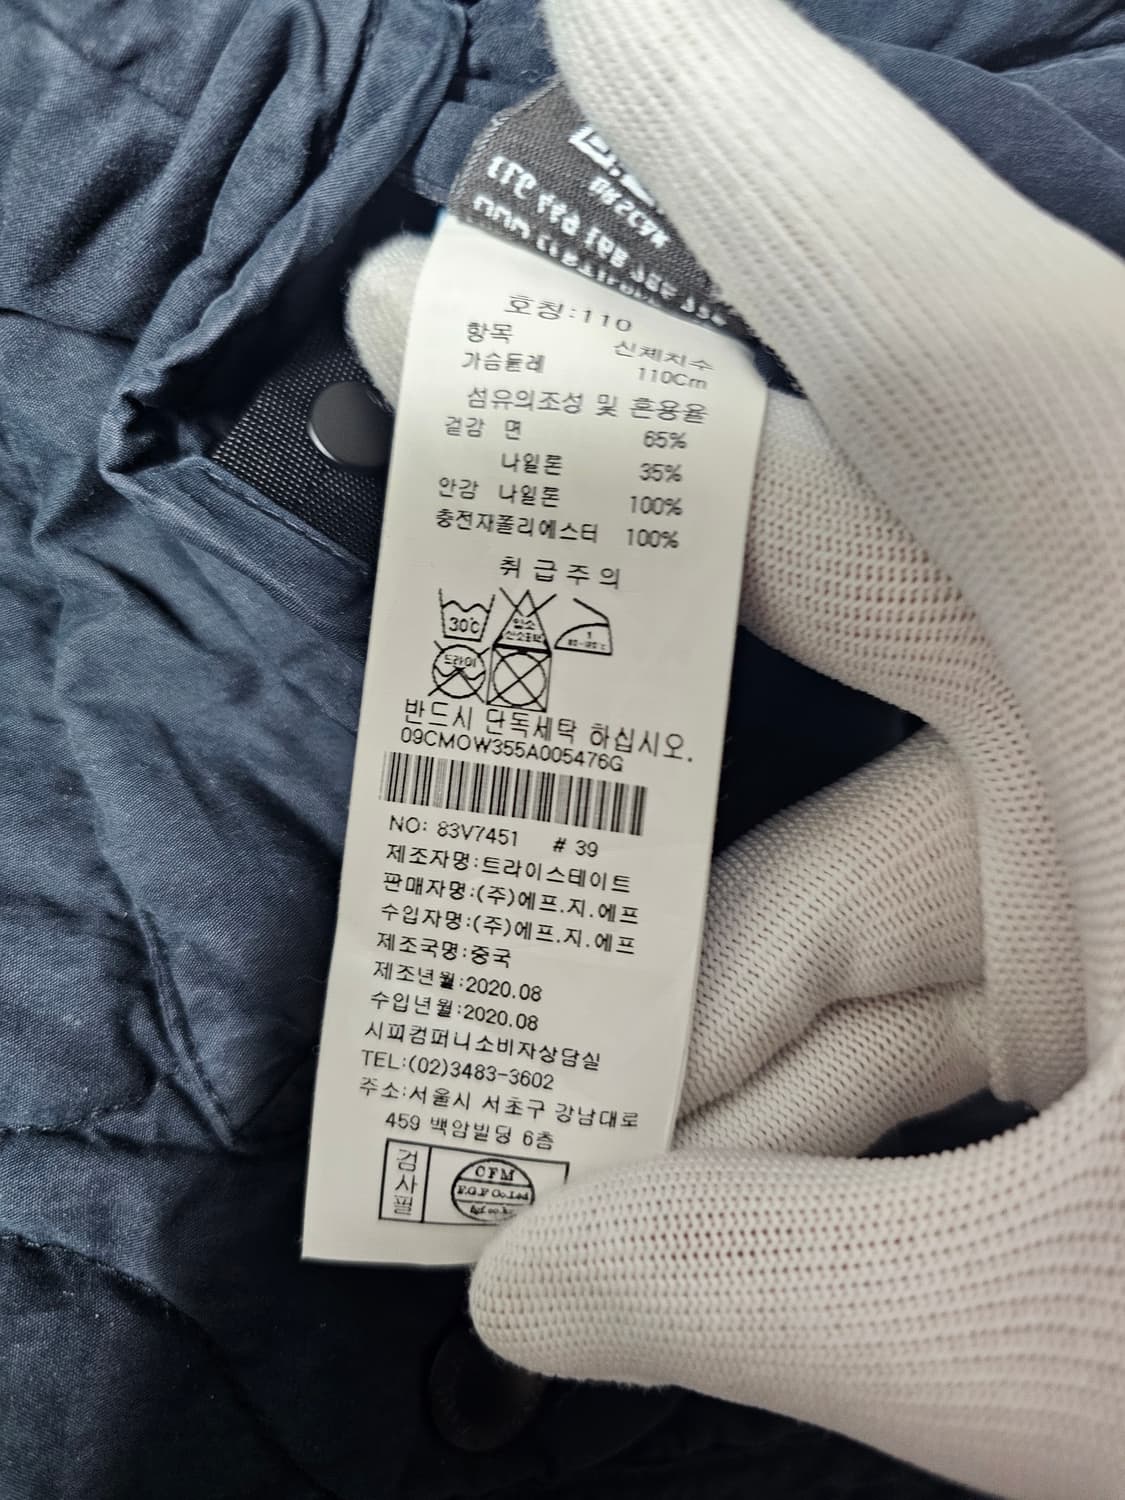 호칭:110
항목 신체치수
가슴둘레 110Cm
섬유의조성 및 혼용율
겉감 면 65%
나일론 35%
안감 나일론 100%
충전재폴리에스터 100%
취급주의
30℃
드라이
반드시 단독세탁 하십시오.
09CMOW355A005476G
NO: 83V7451 # 39
제조자명:트라이스테이트
판매자명:(주)에프.지.에프
수입자명:(주)에프.지.에프
제조국명:중국
제조년월:2020.08
수입년월:2020.08
시피컴퍼니소비자상담실
TEL:(02)3483-3602
주소:서울시 서초구 강남대로
459 백암빌딩 6층
검사필
CFM
F.G.F Co.Ltd